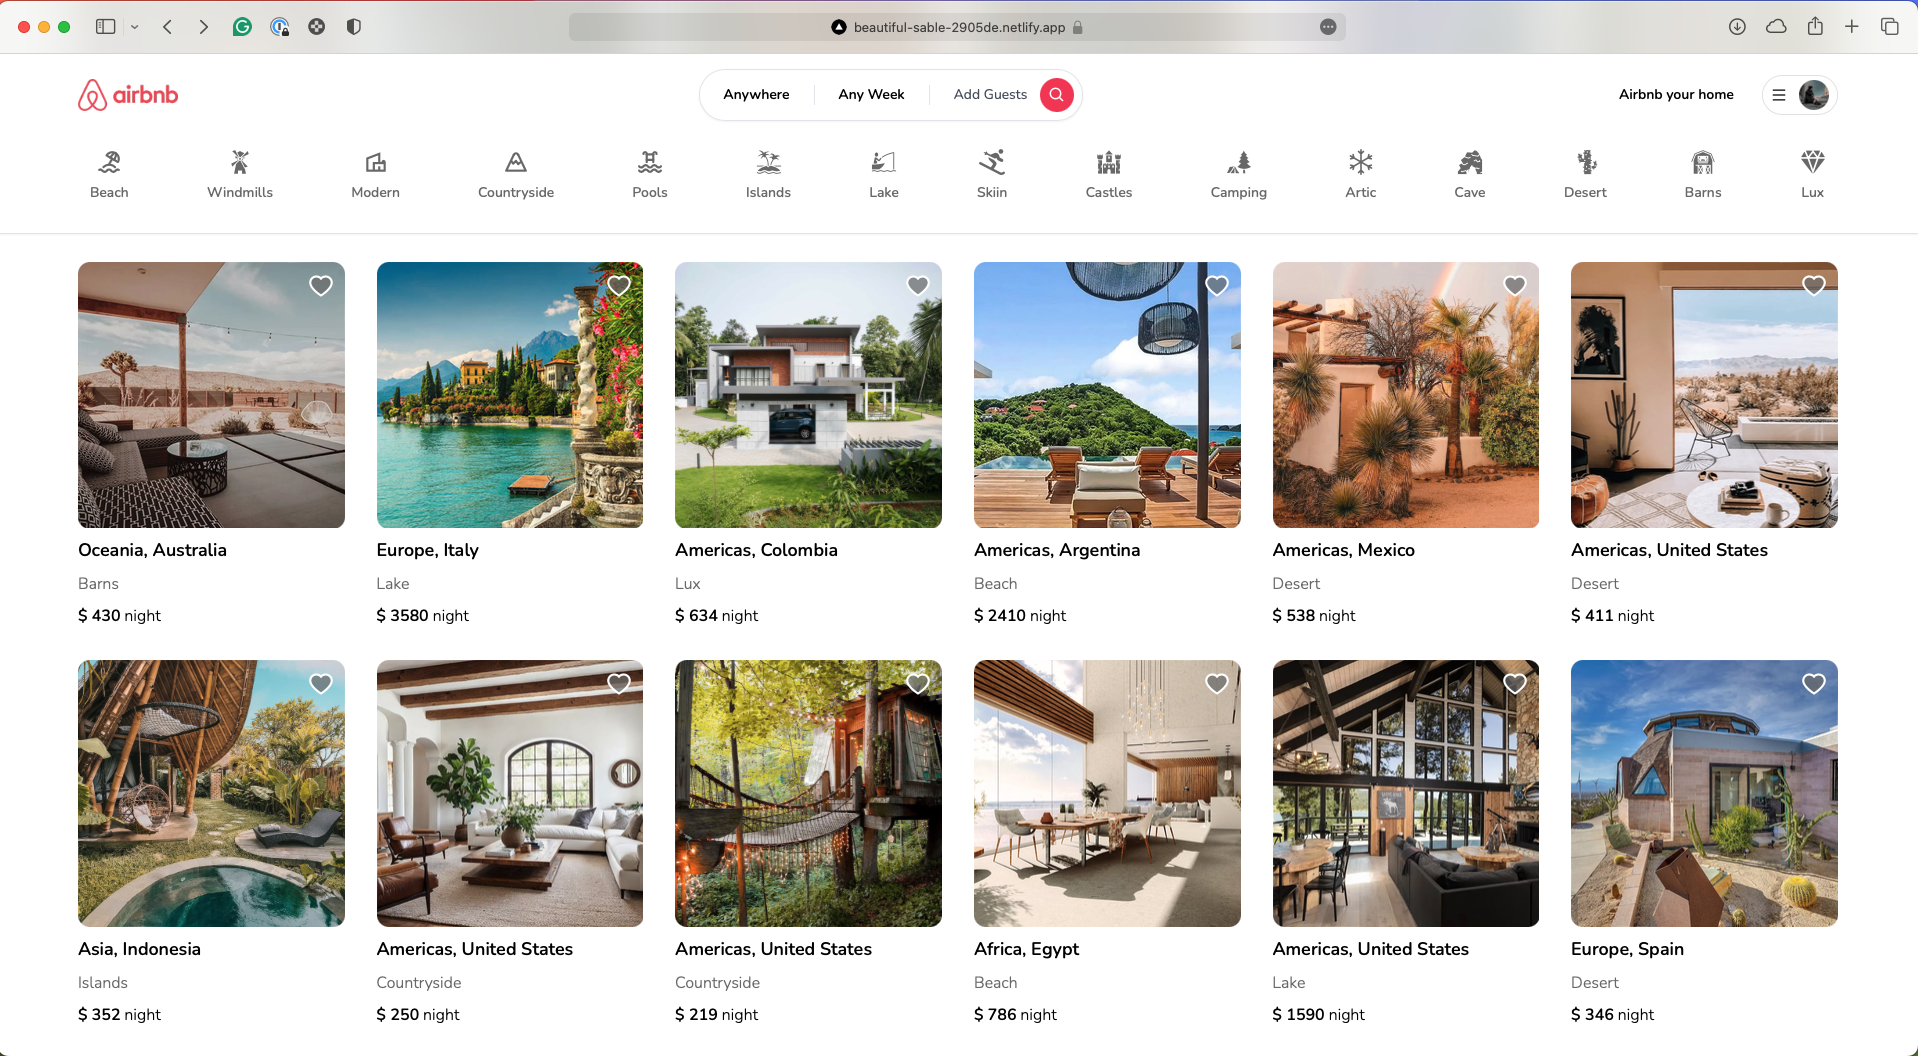 beautiful-sable-2905de.netlify.app
airbnb
Anywhere
Any Week
Add Guests
Airbnb your home
Beach
Windmills
Modern
Countryside
Pools
Islands
Lake
Skiin
Castles
Camping
Artic
Cave
Desert
Barns
Lux
Oceania, Australia
Barns
$ 430 night
Europe, Italy
Lake
$ 3580 night
Americas, Colombia
Lux
$ 634 night
Americas, Argentina
Beach
$ 2410 night
Americas, Mexico
Desert
$ 538 night
Americas, United States
Desert
$ 411 night
Asia, Indonesia
Islands
$ 352 night
Americas, United States
Countryside
$ 250 night
Americas, United States
Countryside
$ 219 night
Africa, Egypt
Beach
$ 786 night
Americas, United States
Lake
$ 1590 night
Europe, Spain
Desert
$ 346 night